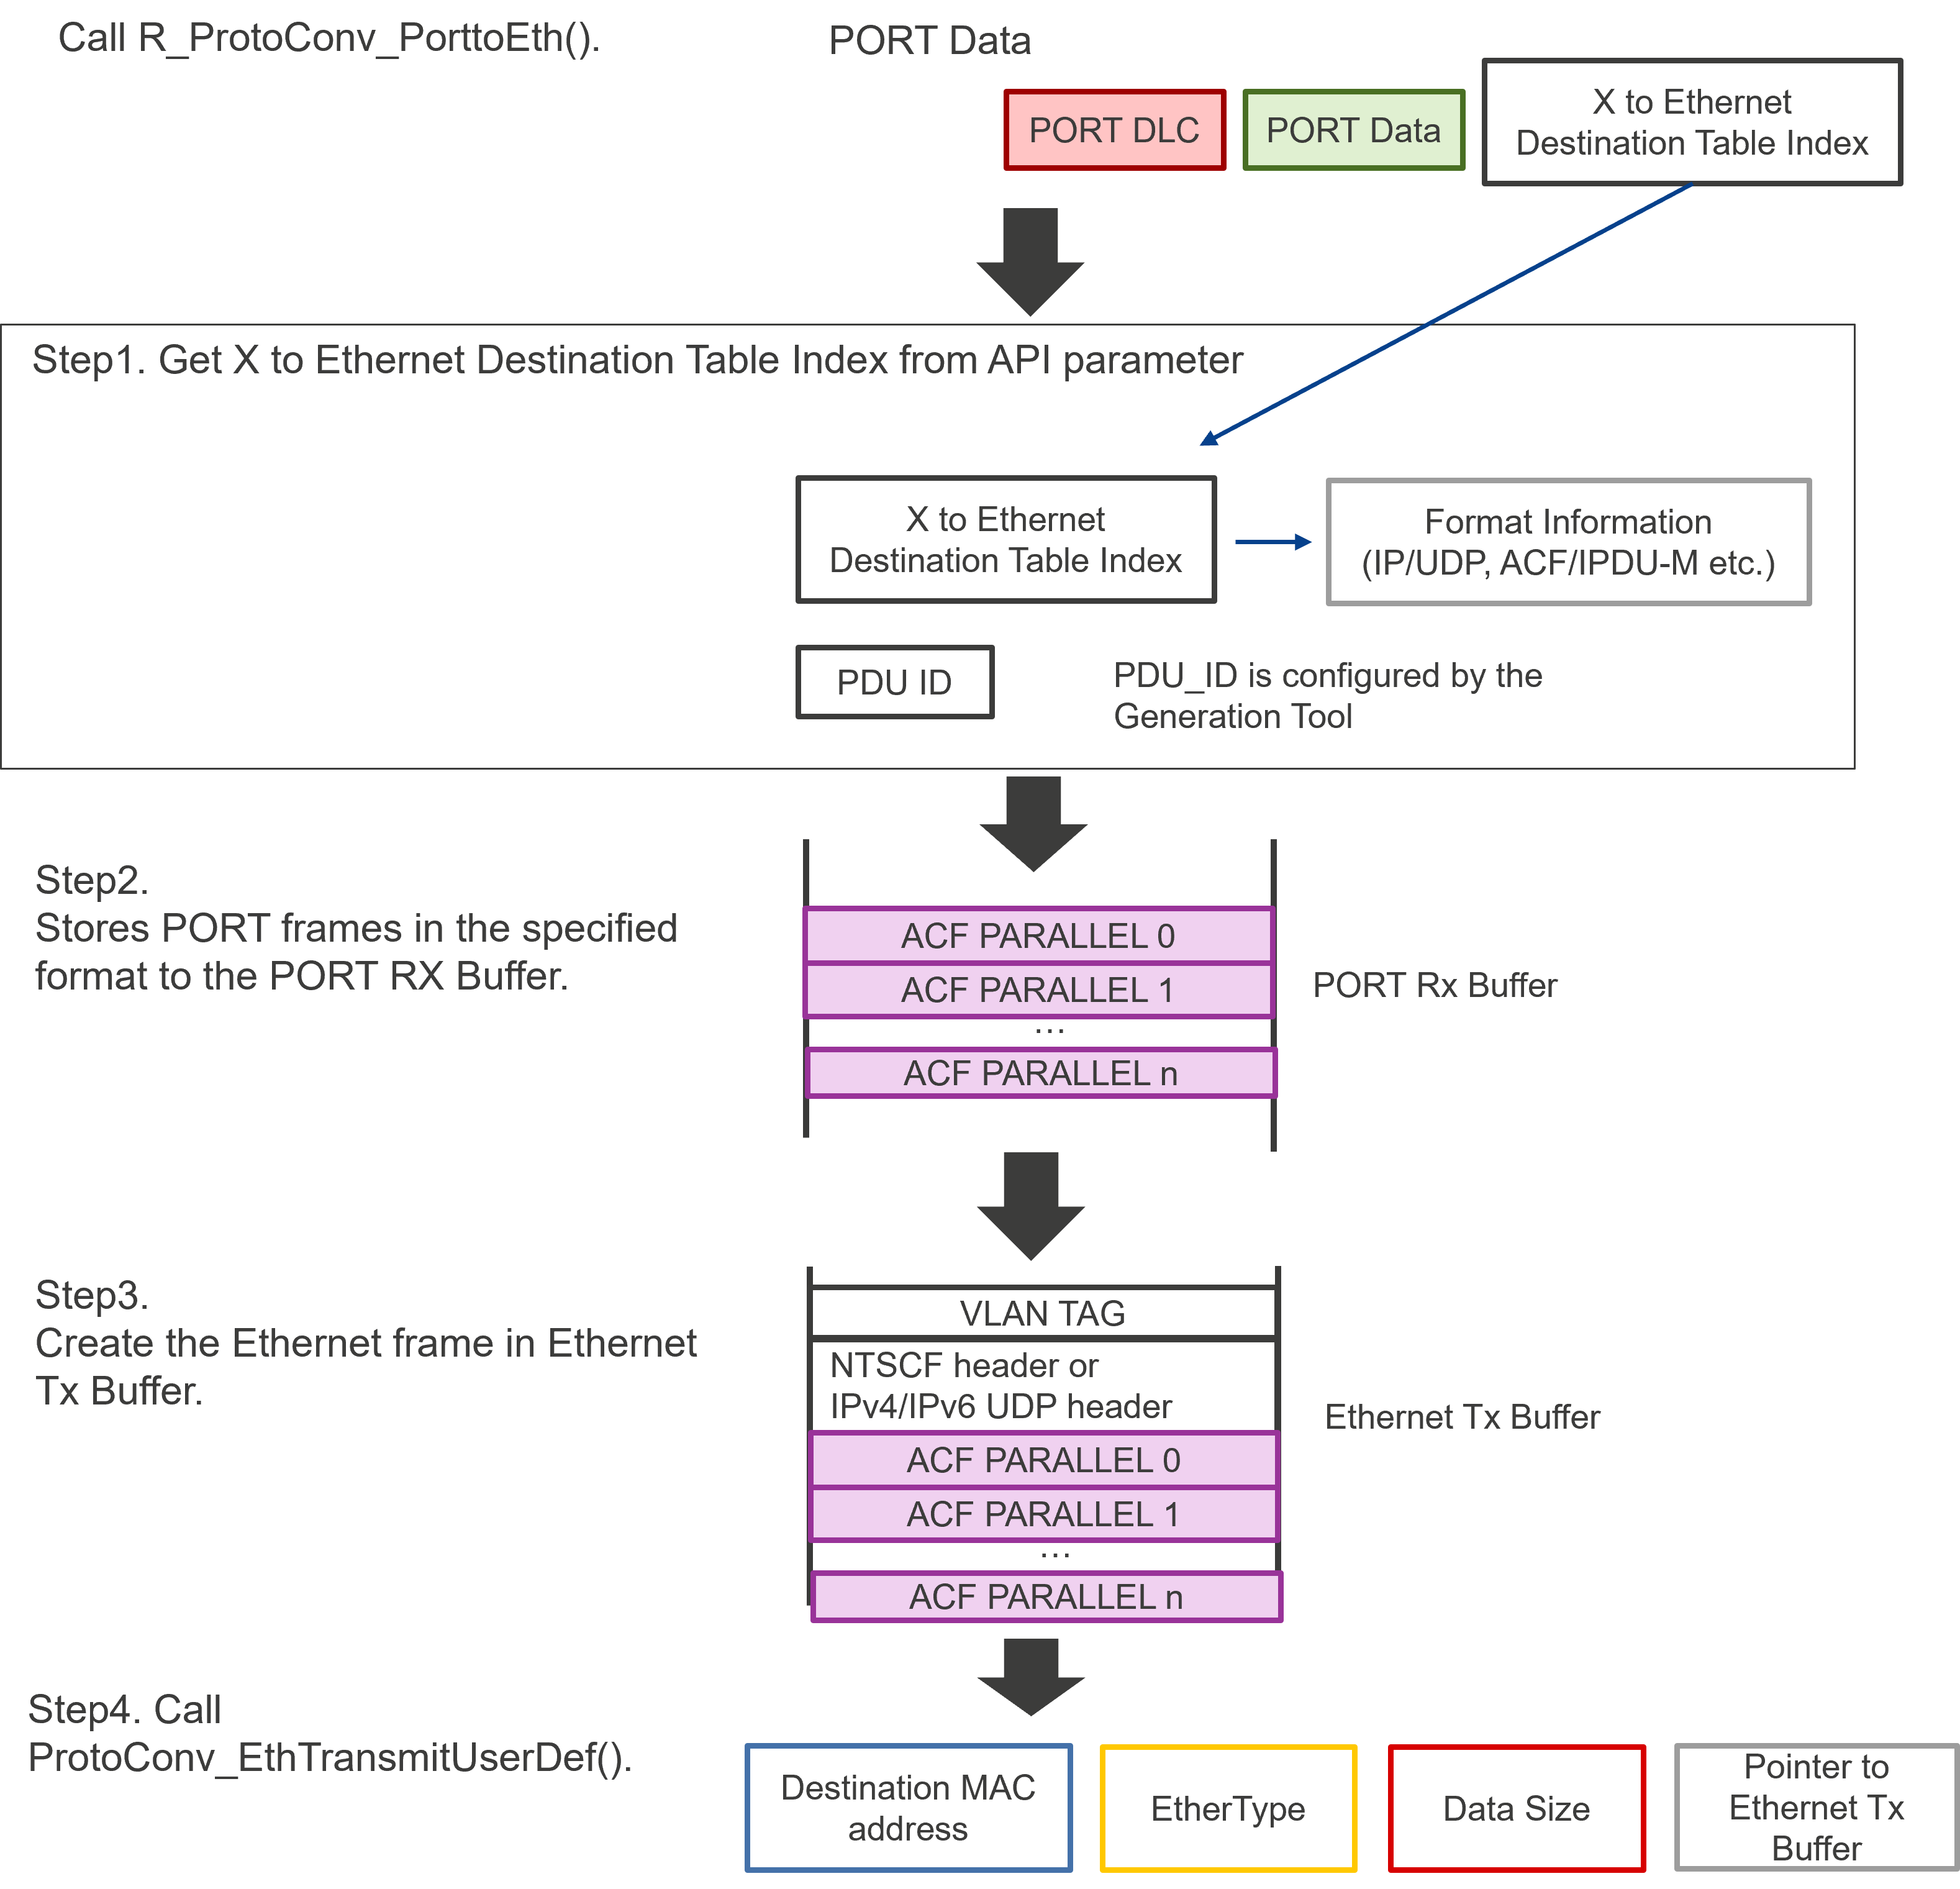 Call R_ProtoConv_PorttoEth().
PORT Data
PORT DLC
PORT Data
X to Ethernet
Destination Table Index
Step1. Get X to Ethernet Destination Table Index from API parameter
X to Ethernet
Destination Table Index
Format Information
(IP/UDP, ACF/IPDU-M etc.)
PDU ID
PDU_ID is configured by the
Generation Tool
Step2.
Stores PORT frames in the specified
format to the PORT RX Buffer.
ACF PARALLEL 0
ACF PARALLEL 1
...
ACF PARALLEL n
PORT Rx Buffer
Step3.
Create the Ethernet frame in Ethernet
Tx Buffer.
VLAN TAG
NTSCF header or
IPv4/IPv6 UDP header
ACF PARALLEL 0
ACF PARALLEL 1
...
ACF PARALLEL n
Ethernet Tx Buffer
Step4. Call
ProtoConv_EthTransmitUserDef().
Destination MAC
address
EtherType
Data Size
Pointer to
Ethernet Tx
Buffer